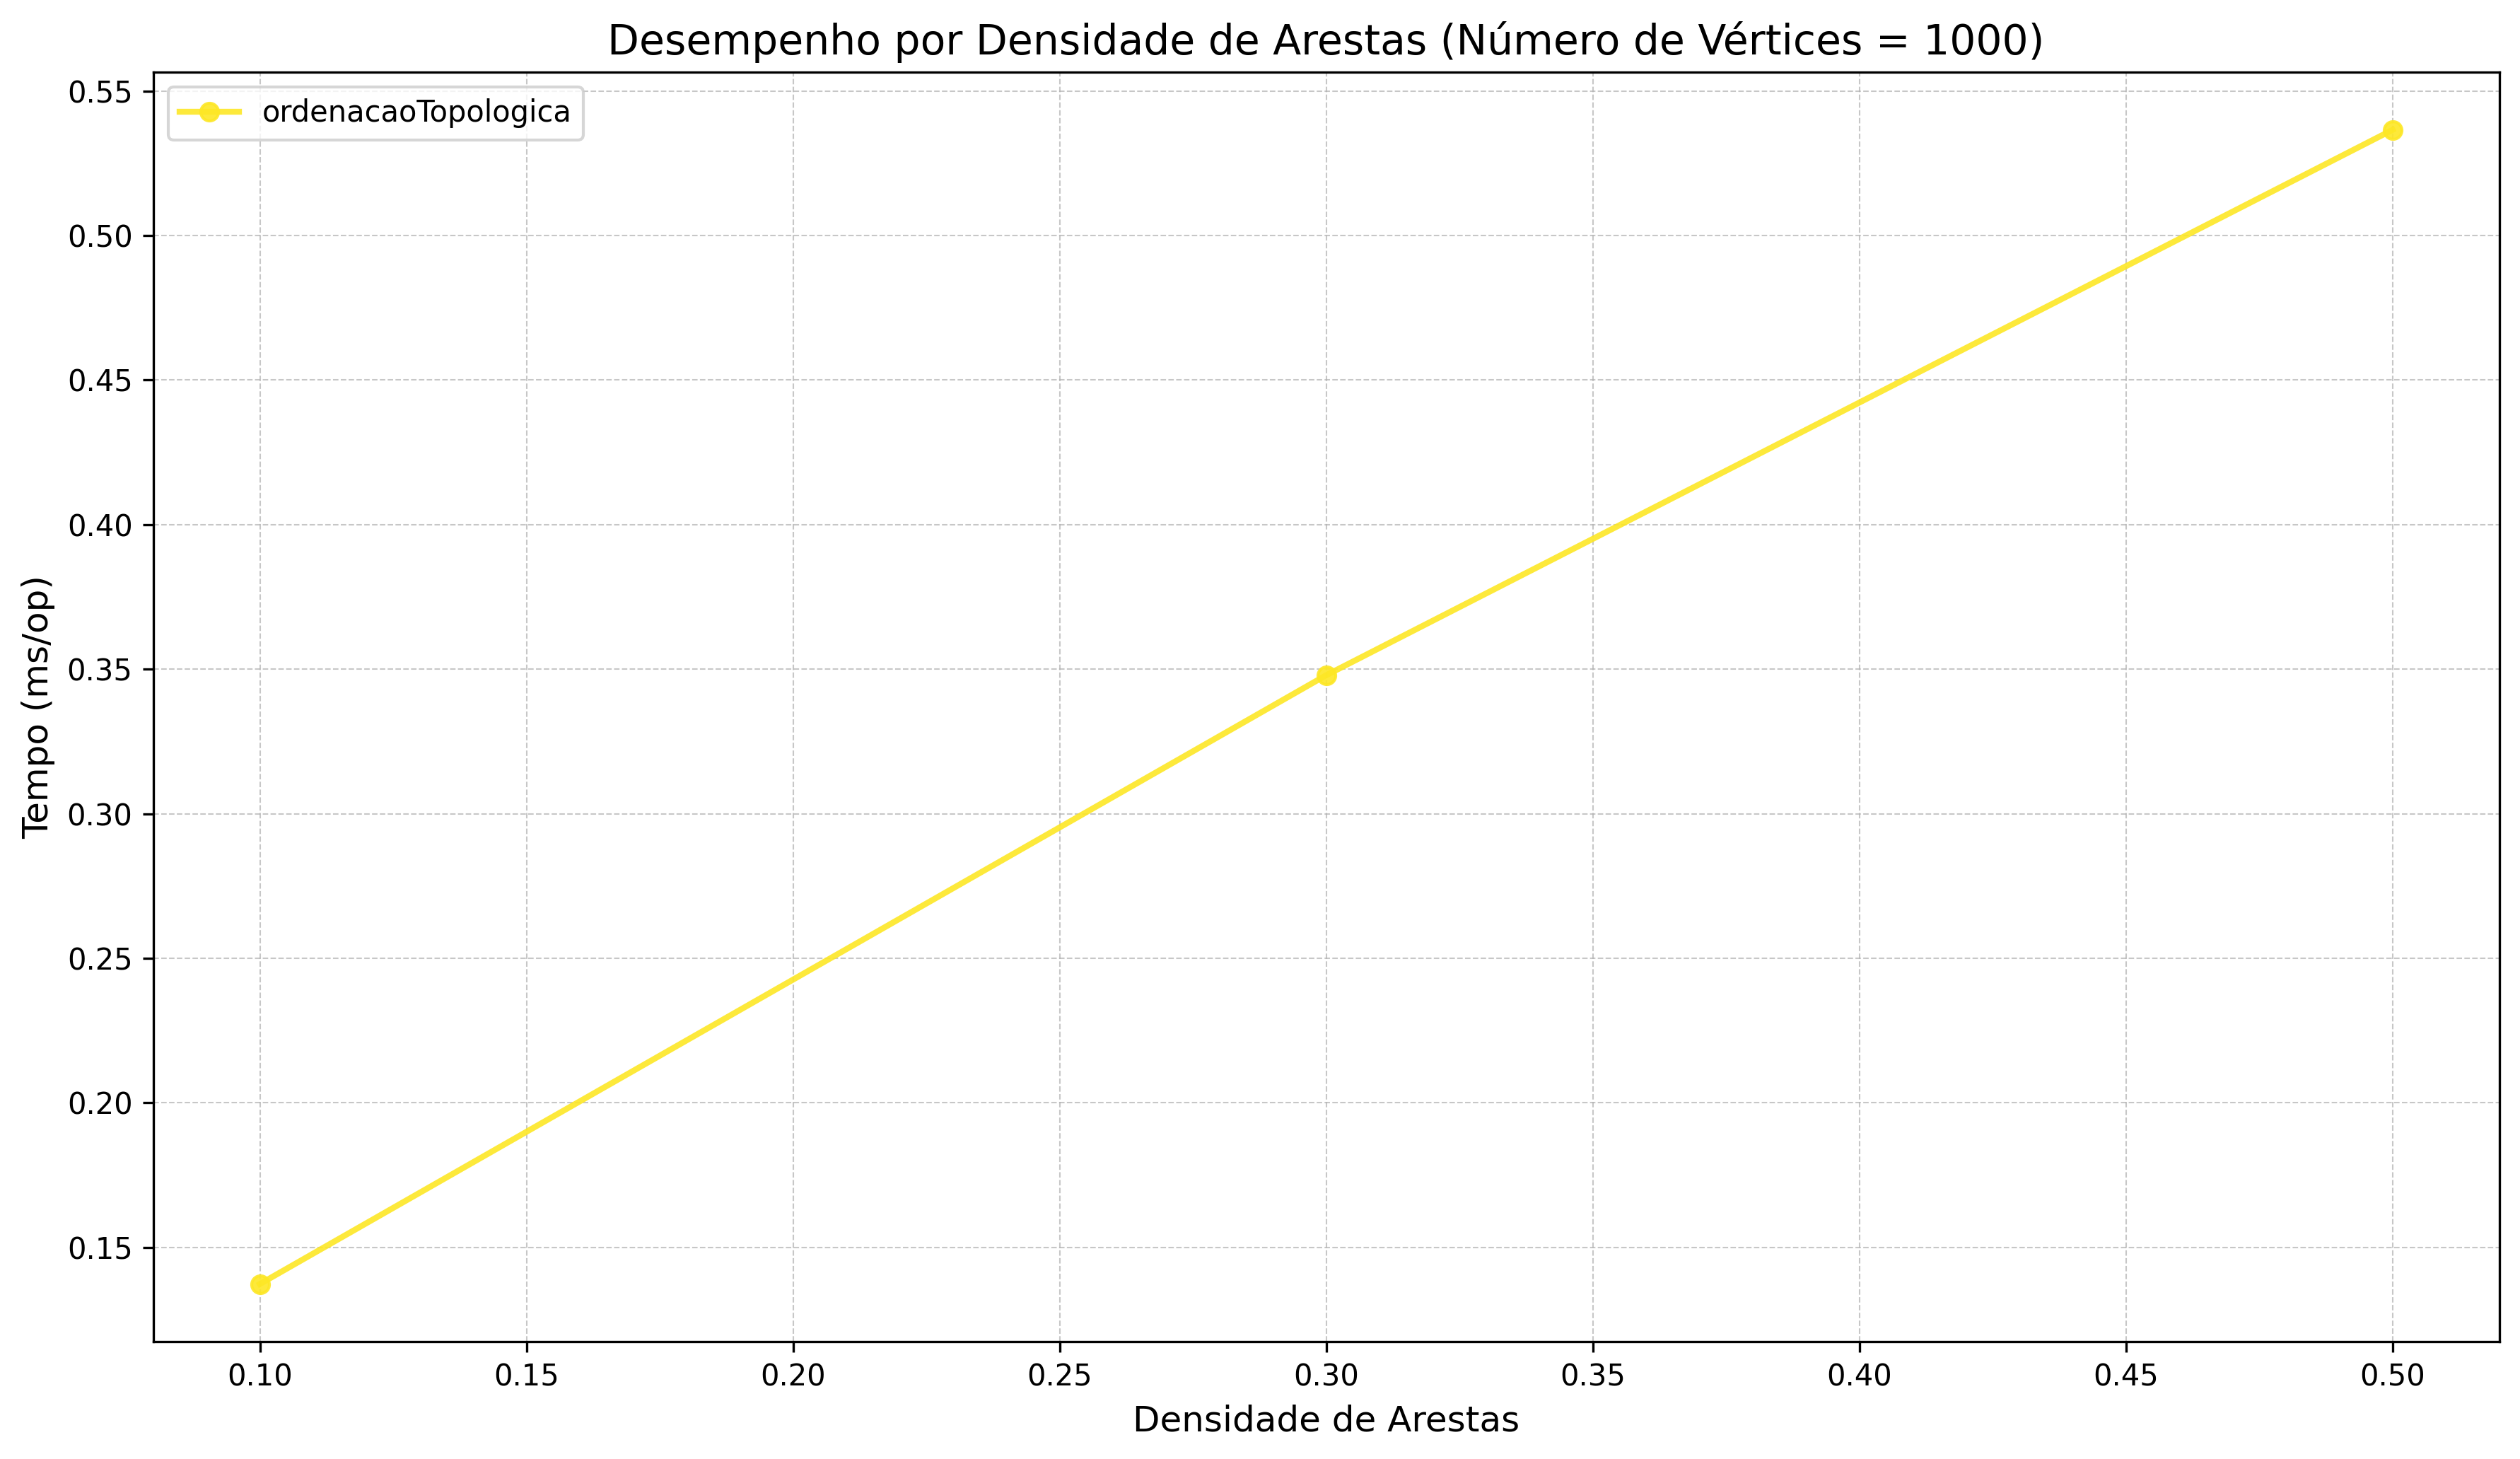 Desempenho por Densidade de Arestas (Número de Vértices = 1000)
ordenacaoTopologica
Tempo (ms/op)
0.55
0.50
0.45
0.40
0.35
0.30
0.25
0.20
0.15
0.10 0.15 0.20 0.25 0.30 0.35 0.40 0.45 0.50
Densidade de Arestas